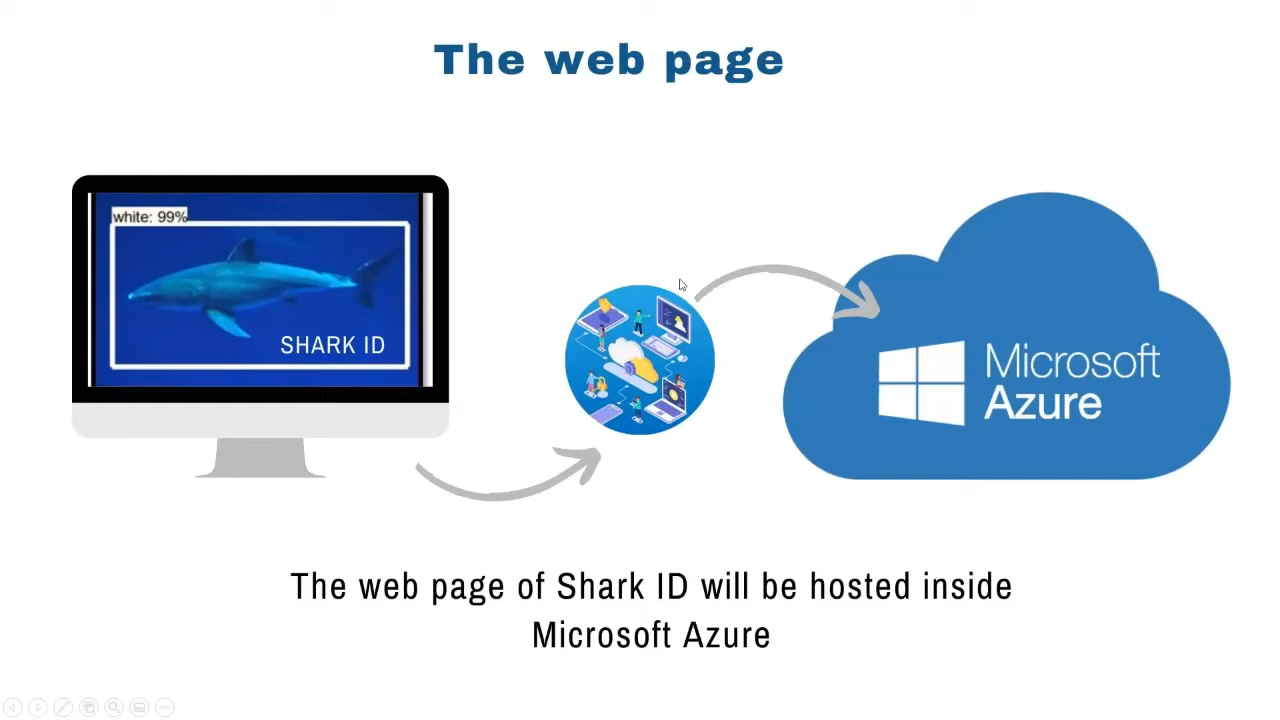 The web page
white: 99%
SHARK ID
Microsoft
Azure
The web page of Shark ID will be hosted inside
Microsoft Azure